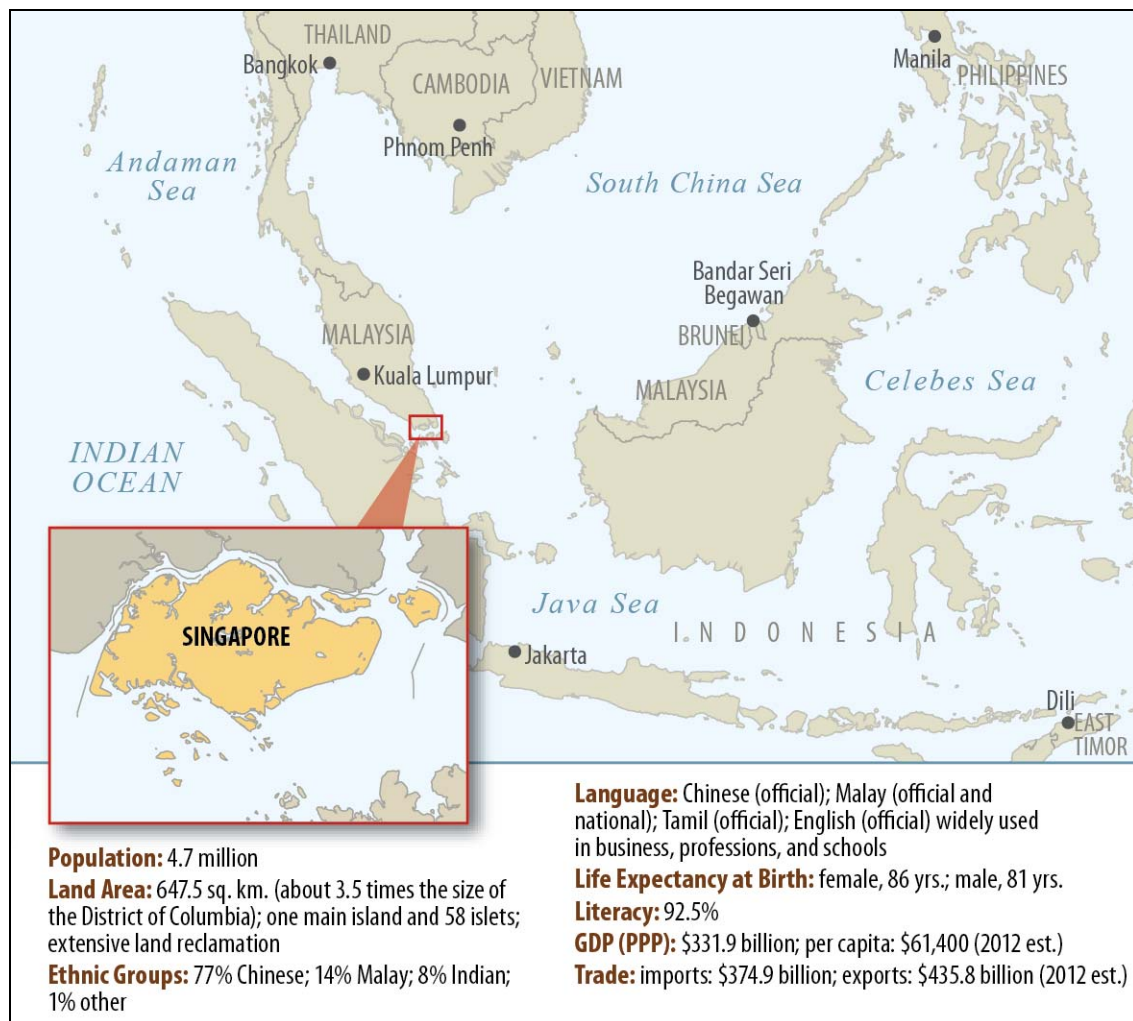 THAILAND
Bangkok
CAMBODIA
VIETNAM
Phnom Penh
Manila
PHILIPPINES
Andaman
Sea
South China Sea
Bandar Seri
Begawan
BRUNEI
MALAYSIA
Kuala Lumpur
MALAYSIA
Celebes Sea
INDIAN
OCEAN
SINGAPORE
Java Sea
INDONESIA
Jakarta
Dili
EAST
TIMOR
Population: 4.7 million
Land Area: 647.5 sq. km. (about 3.5 times the size of
the District of Columbia); one main island and 58 islets;
extensive land reclamation
Ethnic Groups: 77% Chinese; 14% Malay; 8% Indian;
1% other
Language: Chinese (official); Malay (official and
national); Tamil (official); English (official) widely used
in business, professions, and schools
Life Expectancy at Birth: female, 86 yrs.; male, 81 yrs.
Literacy: 92.5%
GDP (PPP): $331.9 billion; per capita: $61,400 (2012 est.)
Trade: imports: $374.9 billion; exports: $435.8 billion (2012 est.)